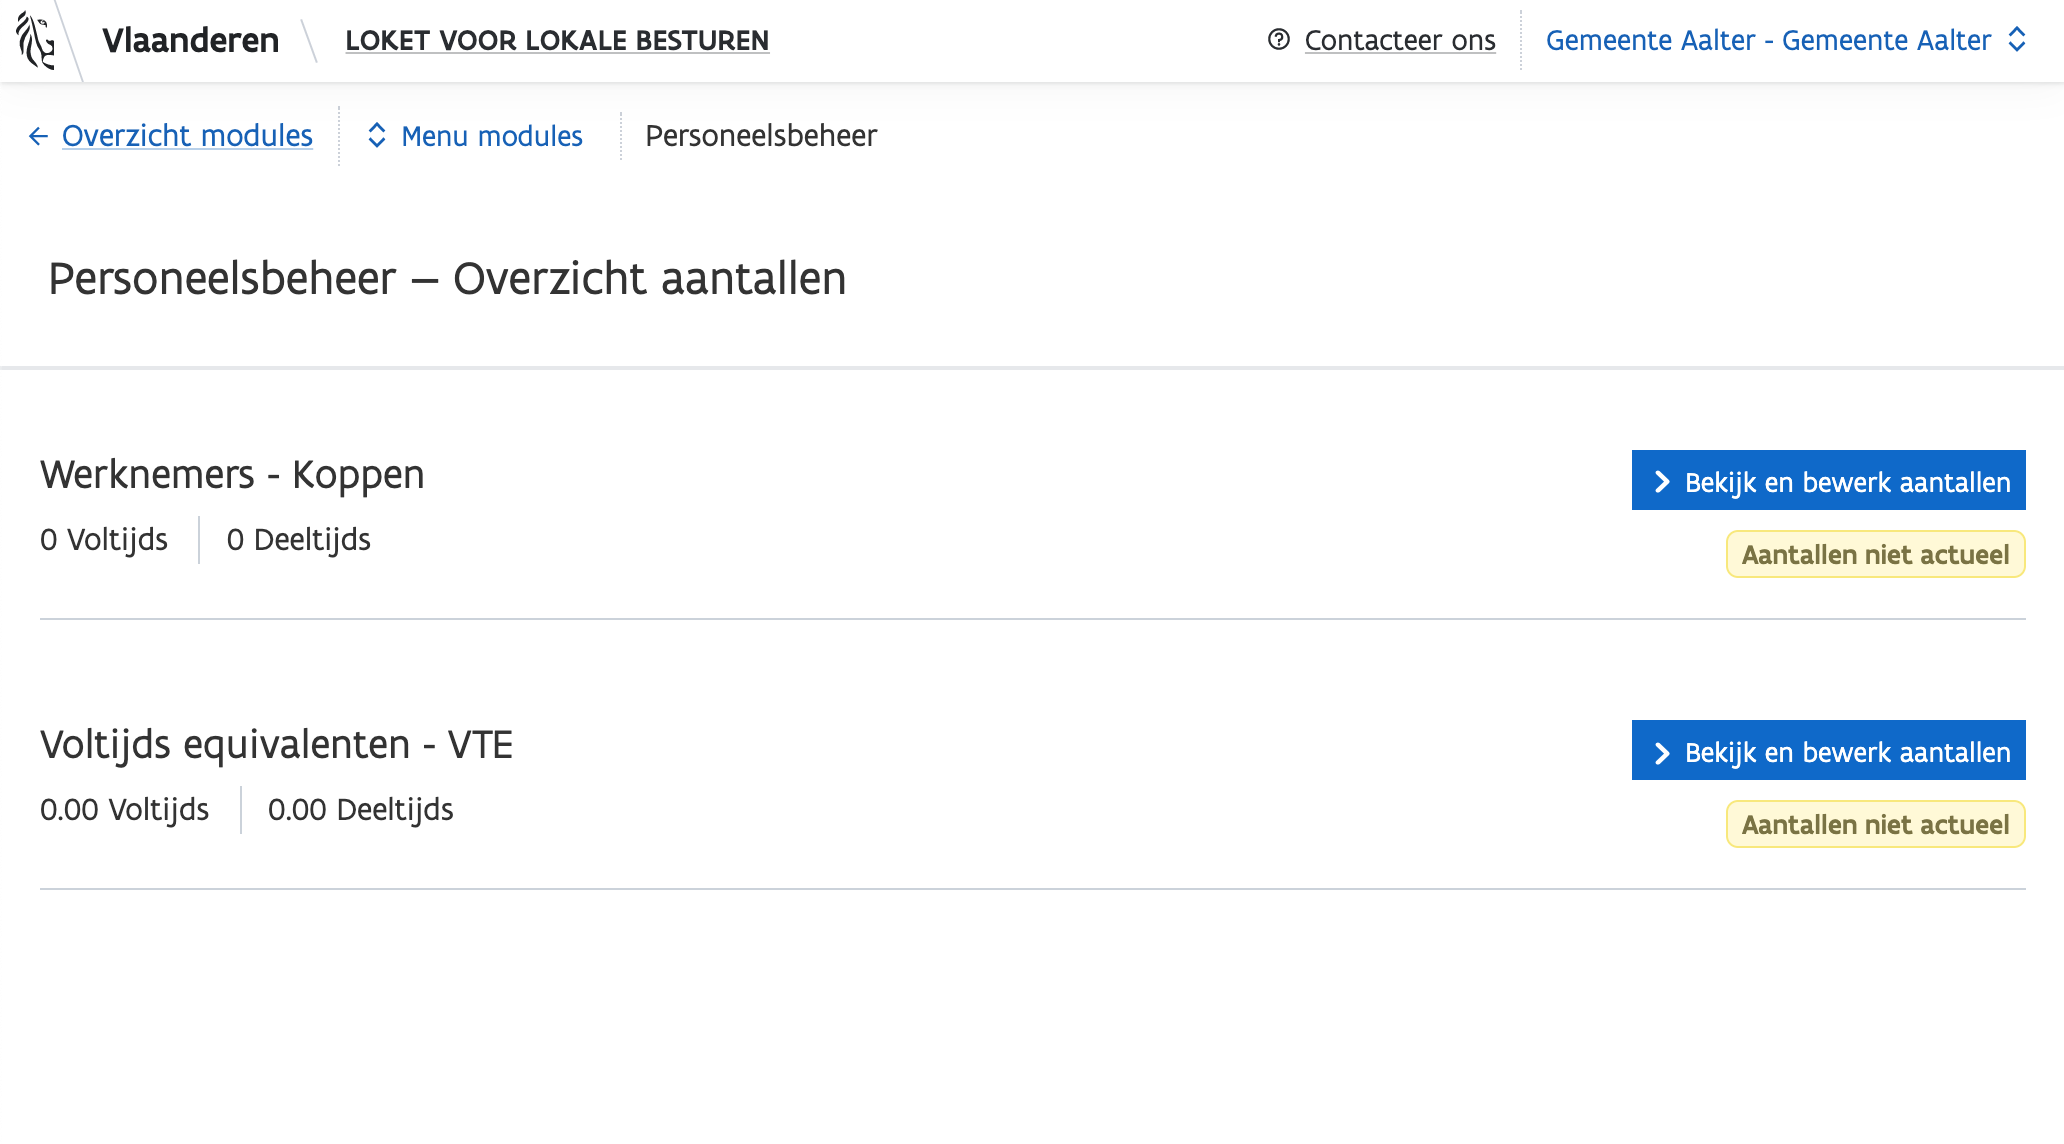 Vlaanderen
LOKET VOOR LOKALE BESTUREN
Contacteer ons
Gemeente Aalter - Gemeente Aalter
Overzicht modules
Menu modules
Personeelsbeheer
Personeelsbeheer – Overzicht aantallen
Werknemers - Koppen
Bekijk en bewerk aantallen
0 Voltijds
0 Deeltijds
Aantallen niet actueel
Voltijds equivalenten - VTE
Bekijk en bewerk aantallen
0.00 Voltijds
0.00 Deeltijds
Aantallen niet actueel